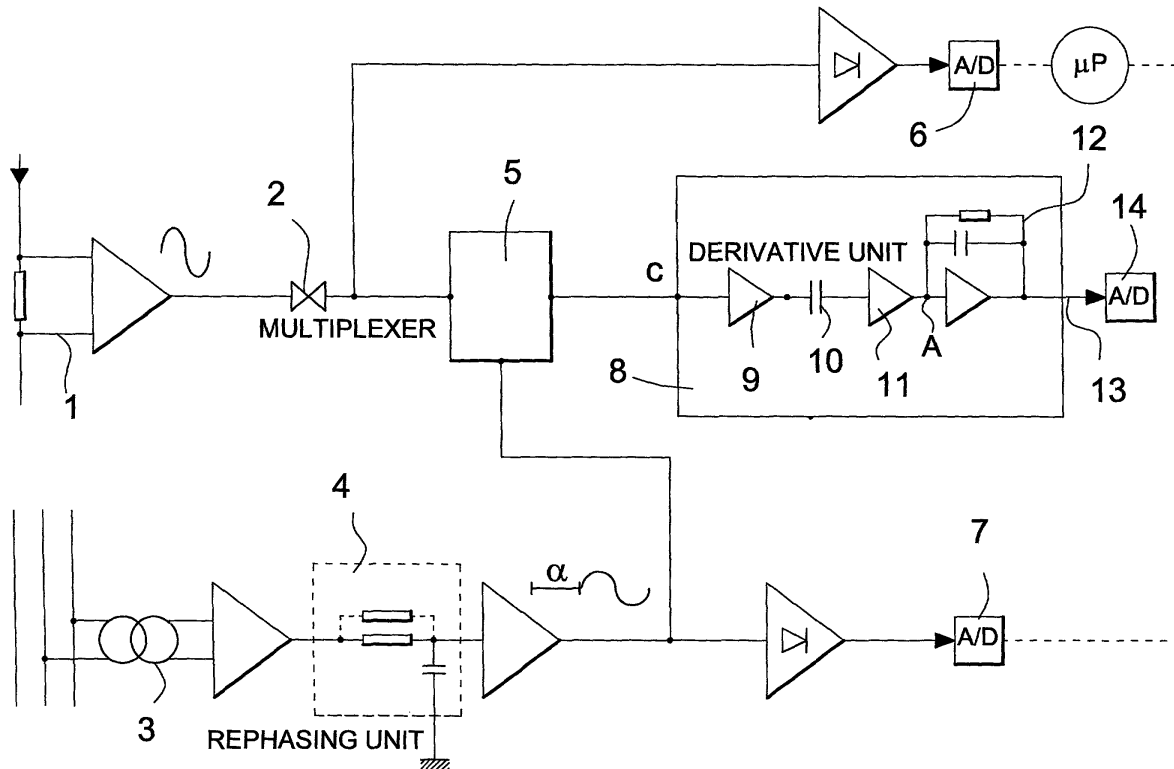 A/D
µP
6
12
5
2
14
DERIVATIVE UNIT
C
A/D
MULTIPLEXER
A
1
8
9
10
11
13
4
7
α
A/D
3
REPHASING UNIT